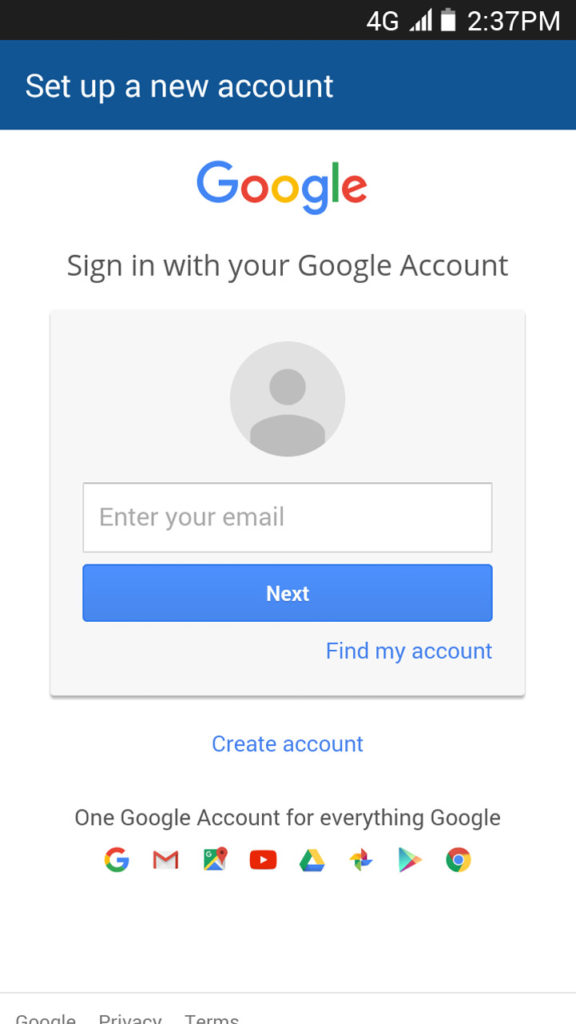 4G 2:37PM
Set up a new account
Google
Sign in with your Google Account
Enter your email
Next
Find my account
Create account
One Google Account for everything Google
Google Privacy Terms